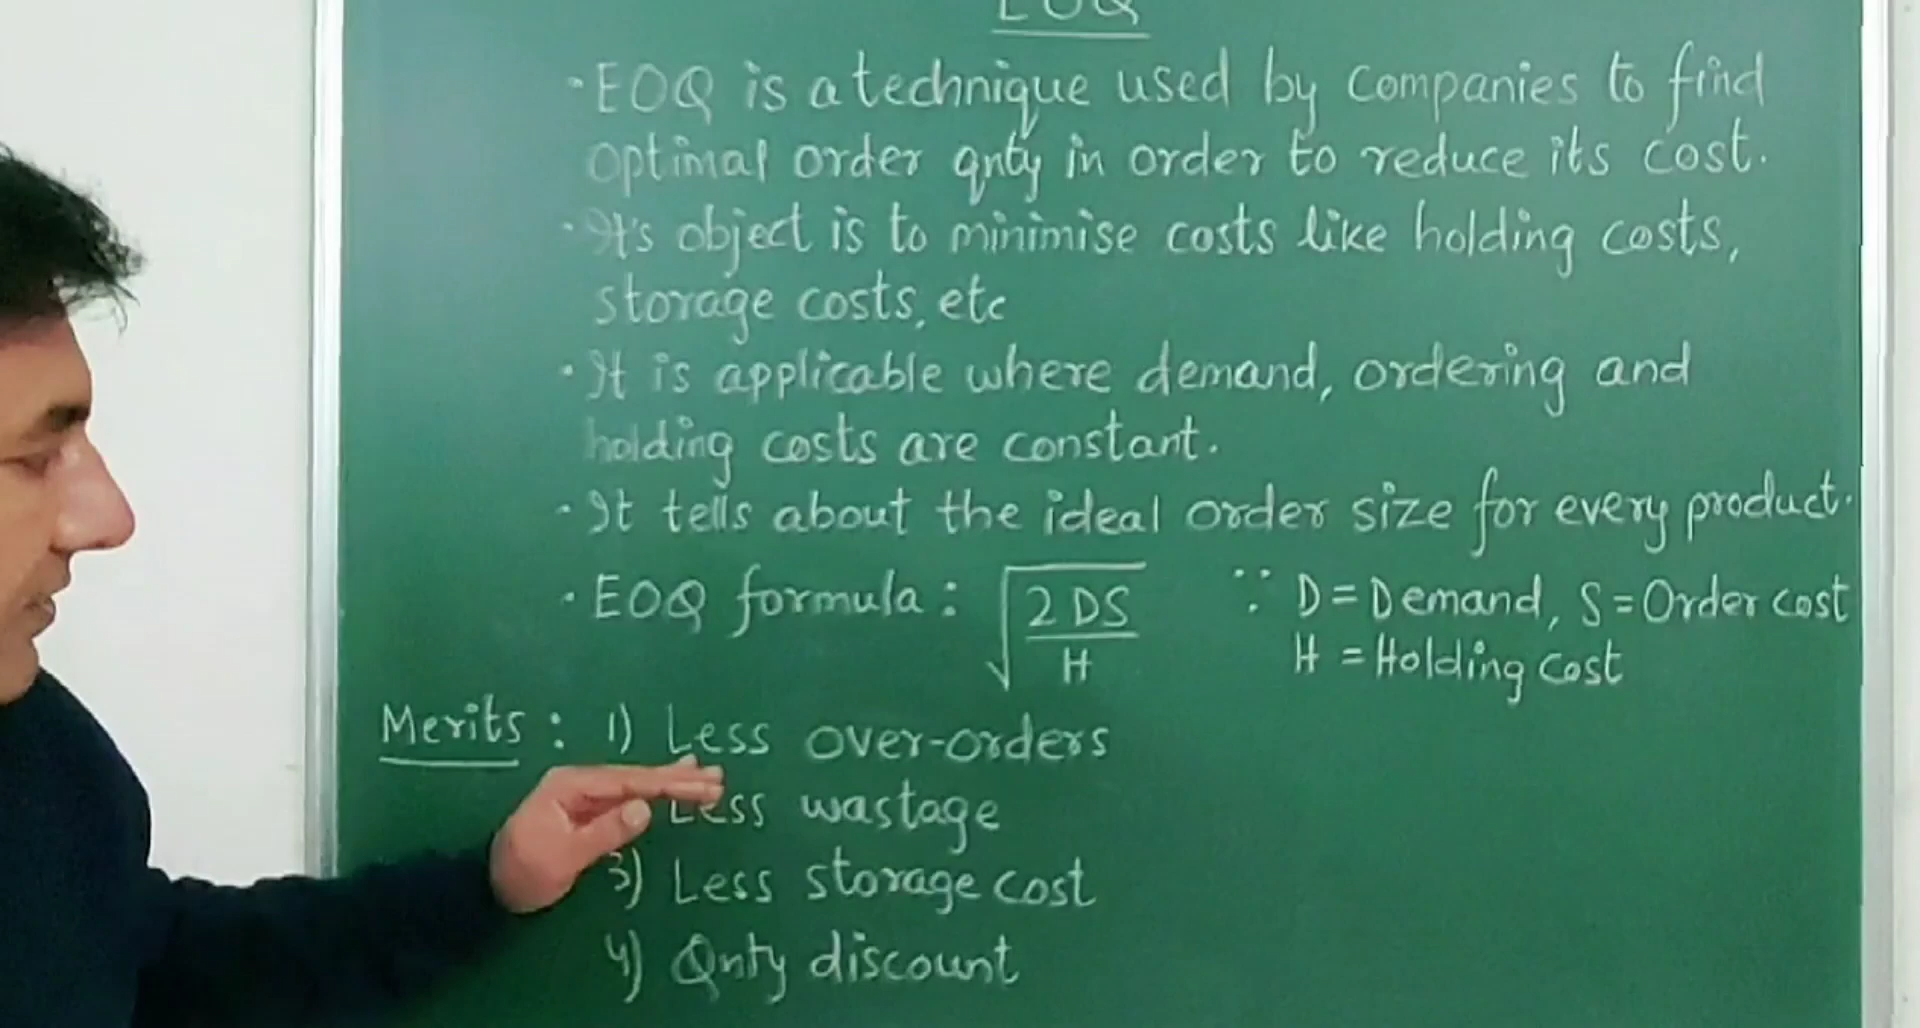 EOQ
• EOQ is a technique used by companies to find
optimal order qnty in order to reduce its cost.
• It's object is to minimise costs like holding costs,
storage costs, etc
• It is applicable where demand, ordering and
holding costs are constant.
• It tells about the ideal order size for every product.
• EOQ formula : √(2 DS / H) ∵ D = Demand, S = Order cost
H = Holding cost
Merits : 1) Less over-orders
Less wastage
3) Less storage cost
4) Qnty discount